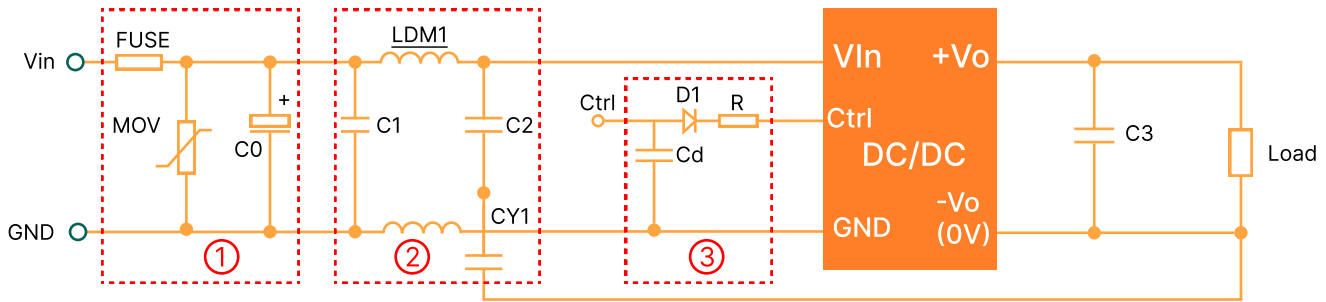 FUSE
LDM1
Vin
VIn
+Vo
+
D1
R
Ctrl
MOV
C0
C1
C2
Ctrl
C3
Cd
DC/DC
Load
-Vo
CY1
GND
GND
(0V)
1
2
3